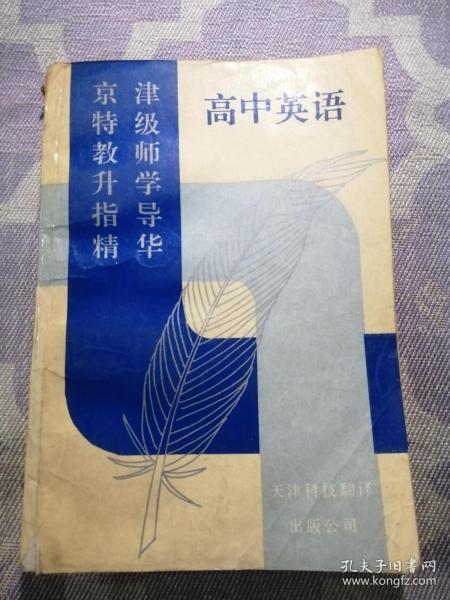 京津
特级
教师
升学
指导
精华
高中英语
天津科技翻译
出版公司
孔夫子旧书网
www.kongfz.com